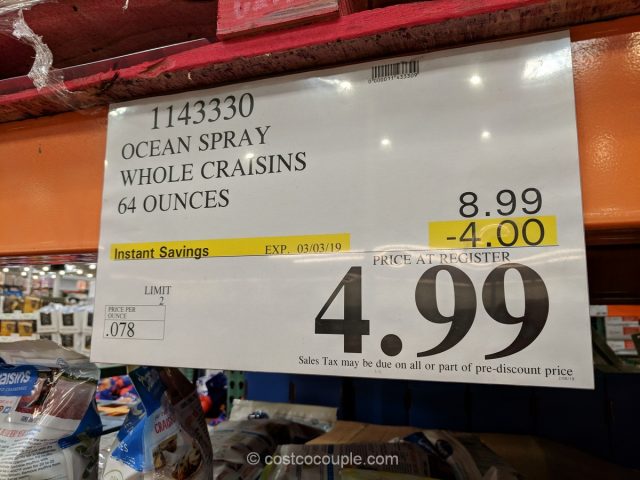 1143330
OCEAN SPRAY
WHOLE CRAISINS
64 OUNCES
8.99
-4.00
Instant Savings EXP. 03/03/19
PRICE AT REGISTER
4.99
LIMIT
2
PRICE PER
OUNCE
.078
Sales Tax may be due on all or part of pre-discount price
© costcocouple.com